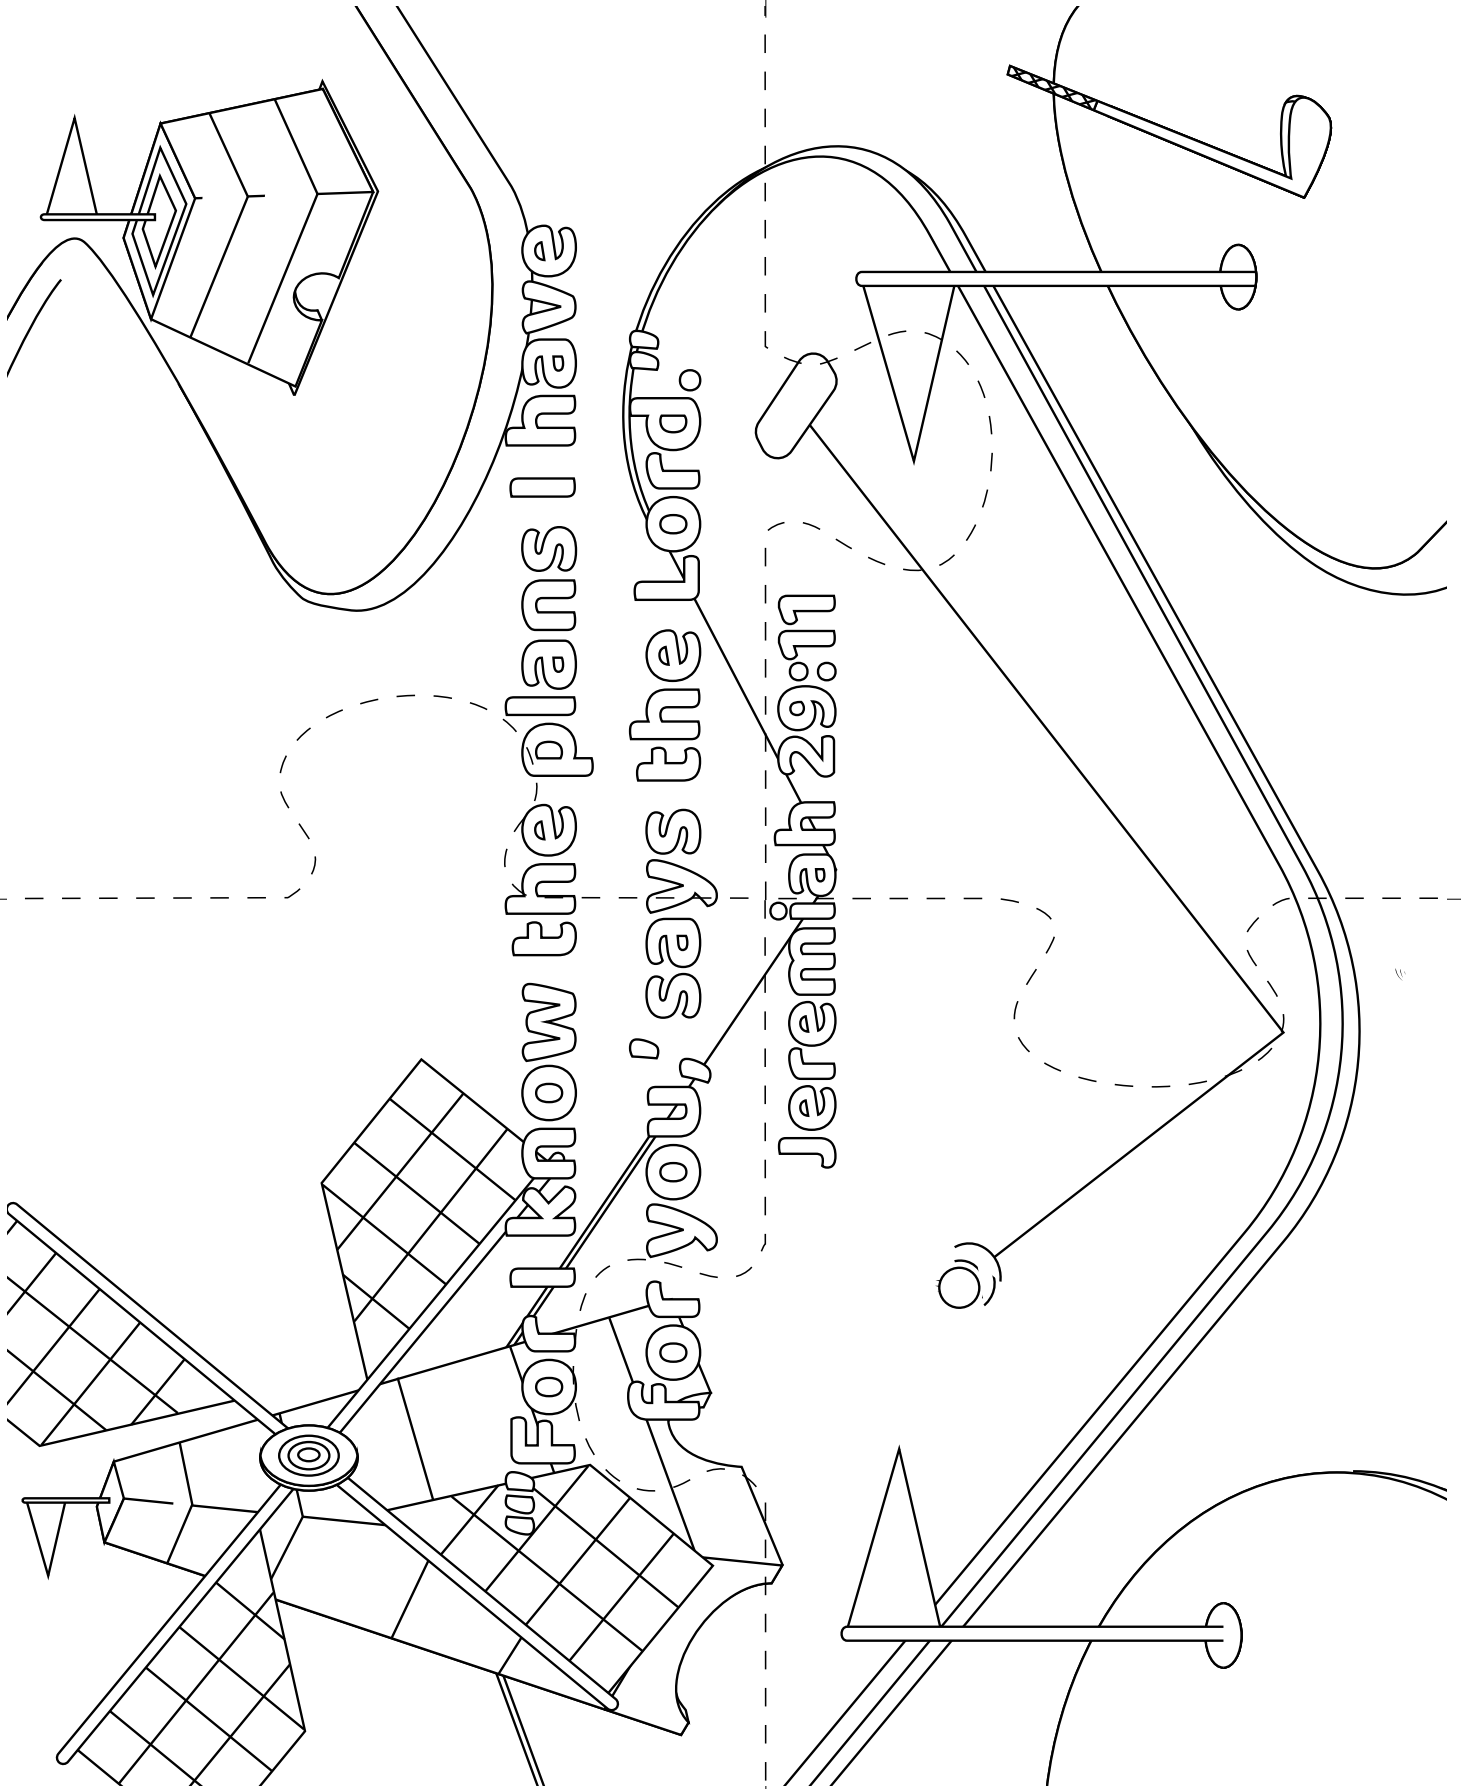 “For I know the plans I have
for you,’ says the Lord.”
Jeremiah 29:11